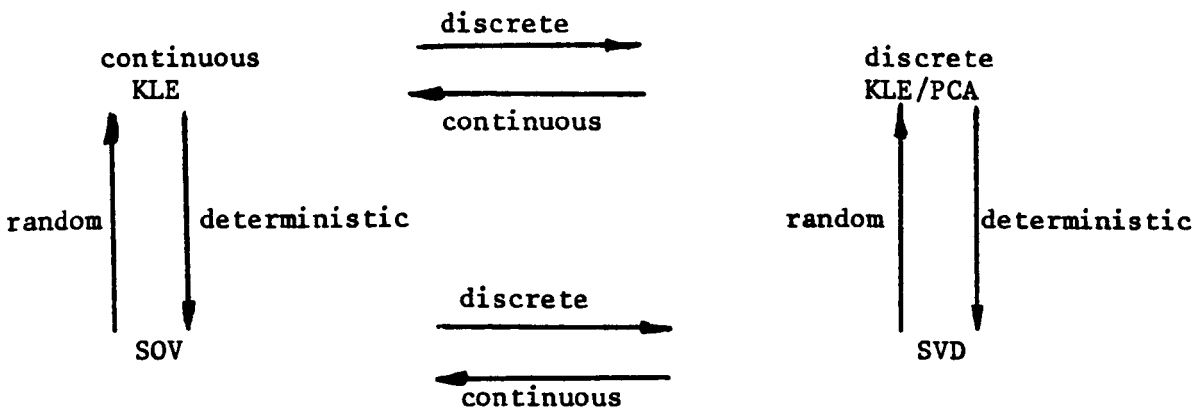 discrete
continuous
KLE
discrete
KLE/PCA
continuous
random
deterministic
random
deterministic
discrete
SOV
SVD
continuous